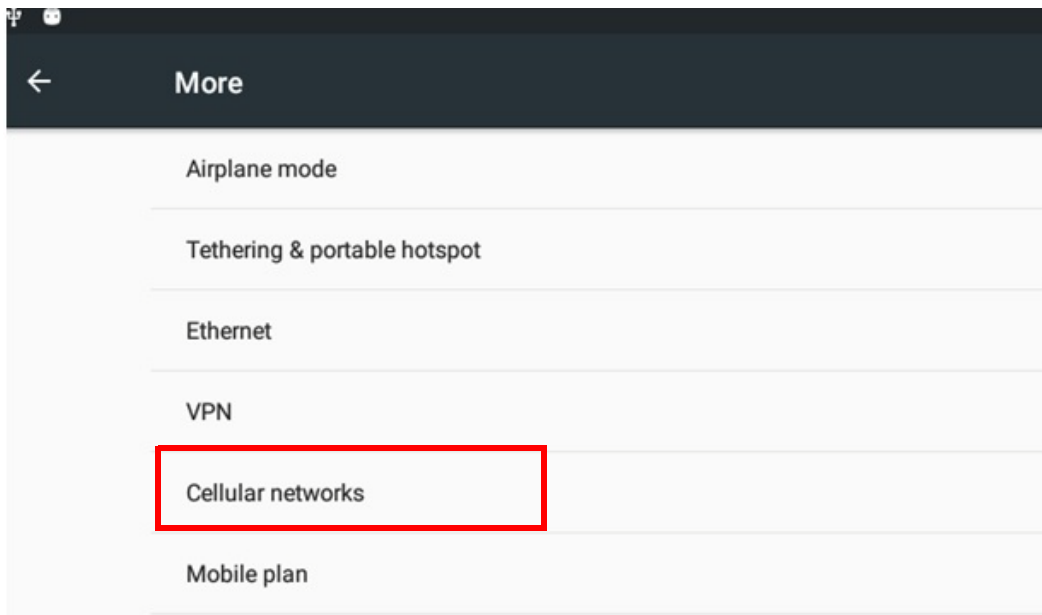 More
Airplane mode
Tethering & portable hotspot
Ethernet
VPN
Cellular networks
Mobile plan